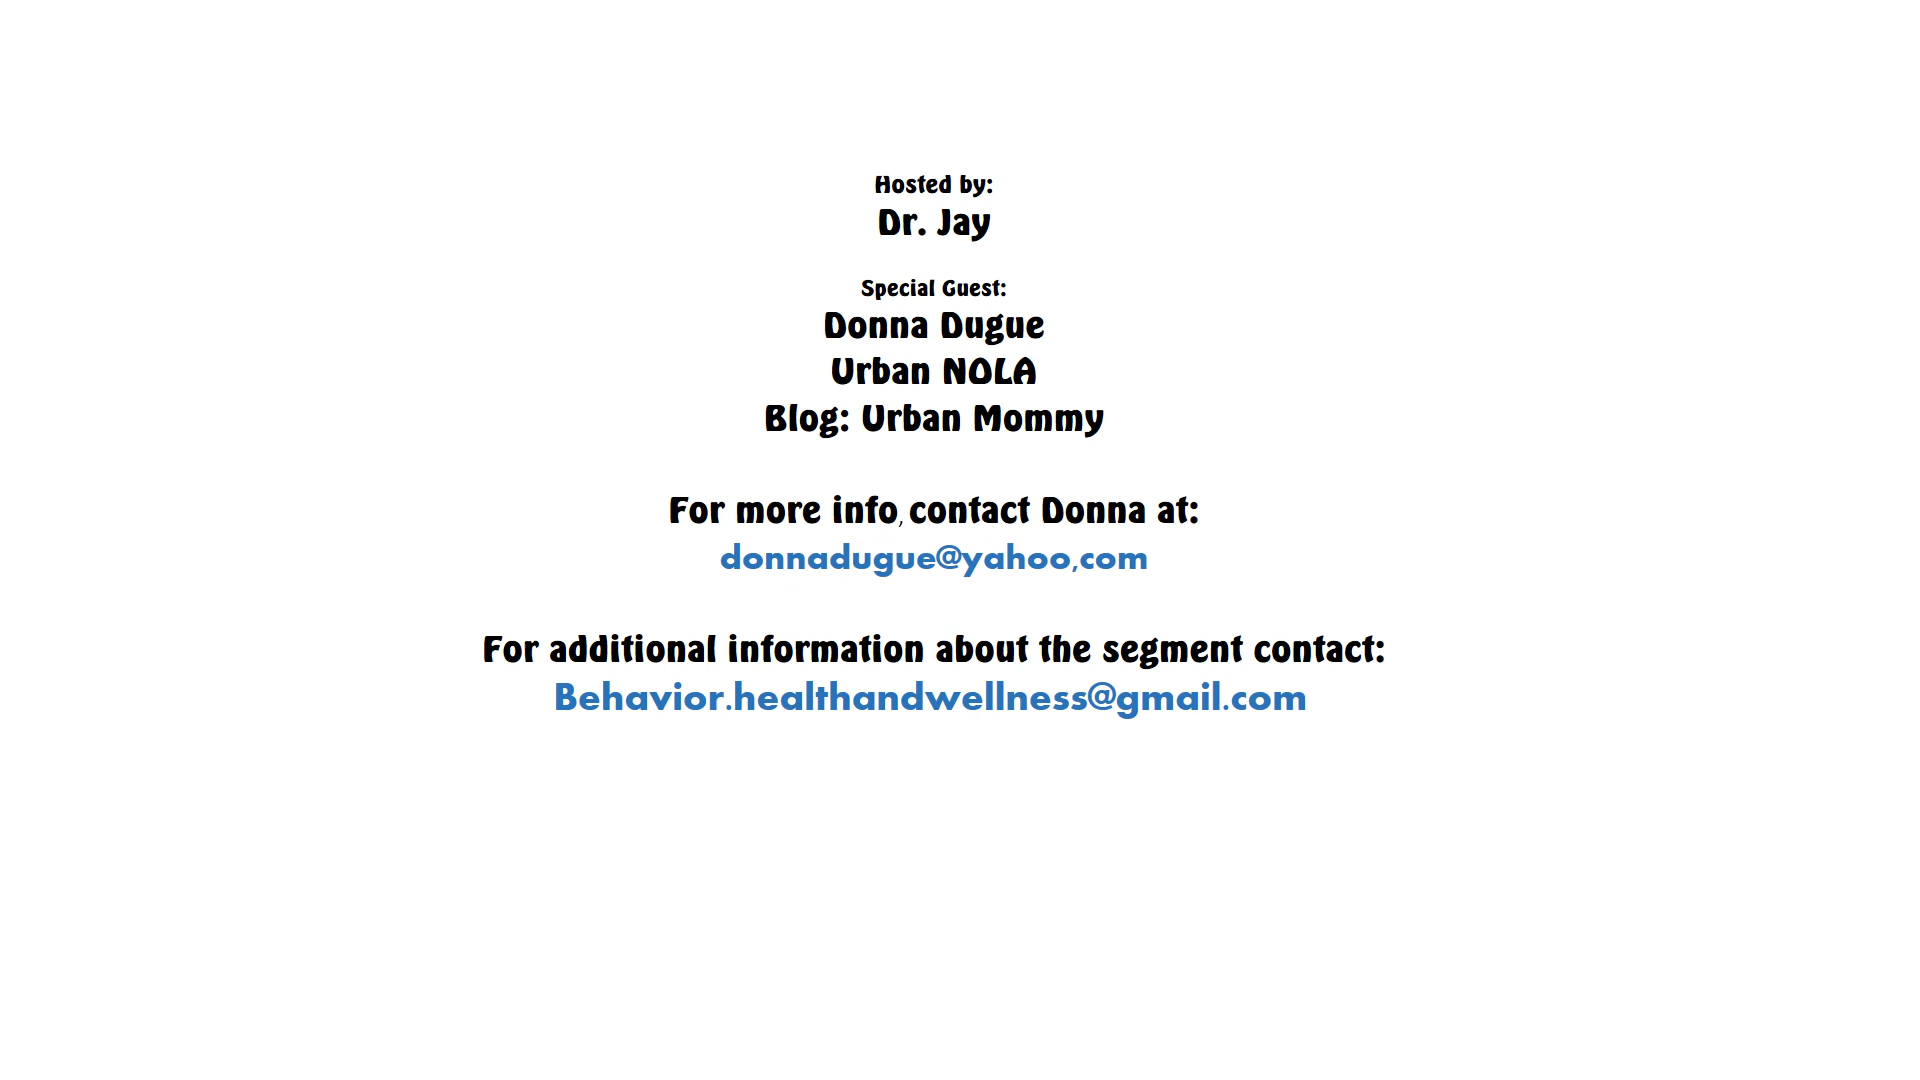 Hosted by:
Dr. Jay
Special Guest:
Donna Dugue
Urban NOLA
Blog: Urban Mommy
For more info, contact Donna at:
donnadugue@yahoo,com
For additional information about the segment contact:
Behavior.healthandwellness@gmail.com